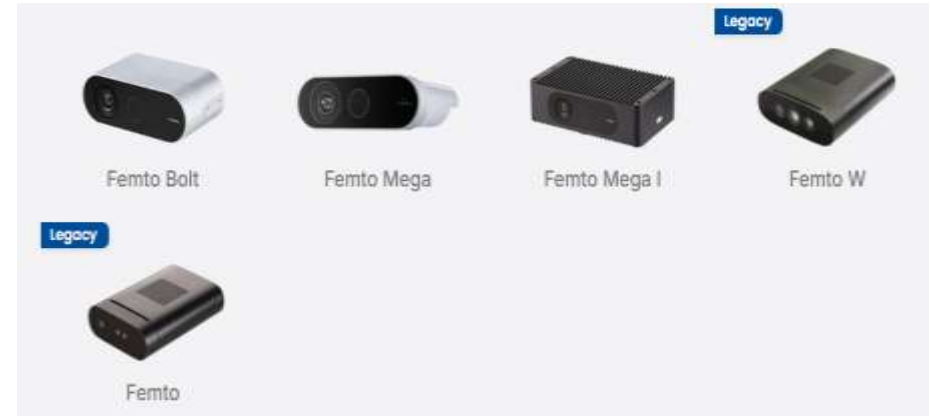 Legacy
Femto Bolt
Femto Mega
Femto Mega I
Femto W
Legacy
Femto